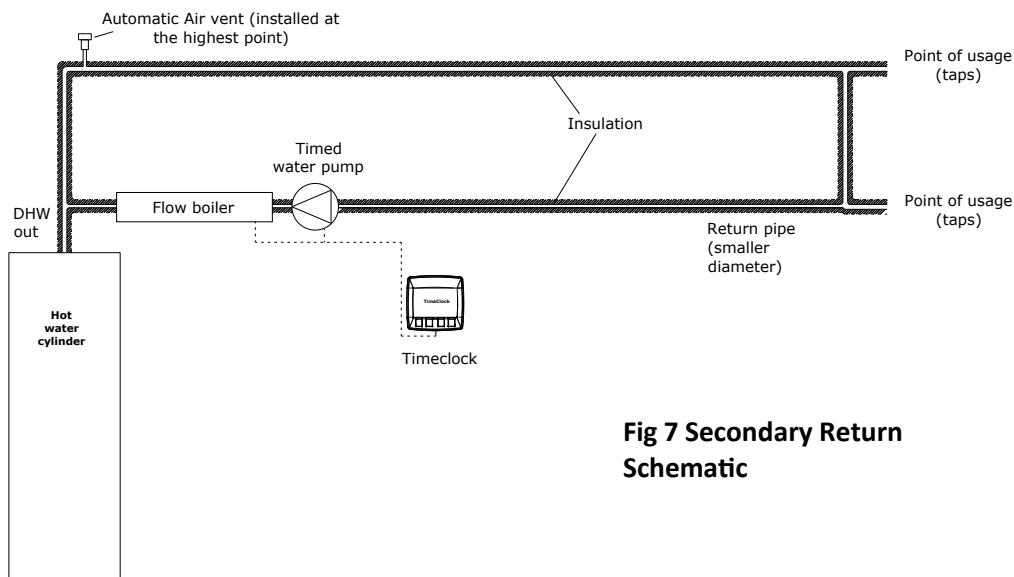 Automatic Air vent (installed at
the highest point)
Point of usage
(taps)
Insulation
Timed
water pump
DHW
out
Flow boiler
Point of usage
(taps)
Return pipe
(smaller
diameter)
Hot
water
cylinder
TimeClock
Timeclock
Fig 7 Secondary Return
Schematic